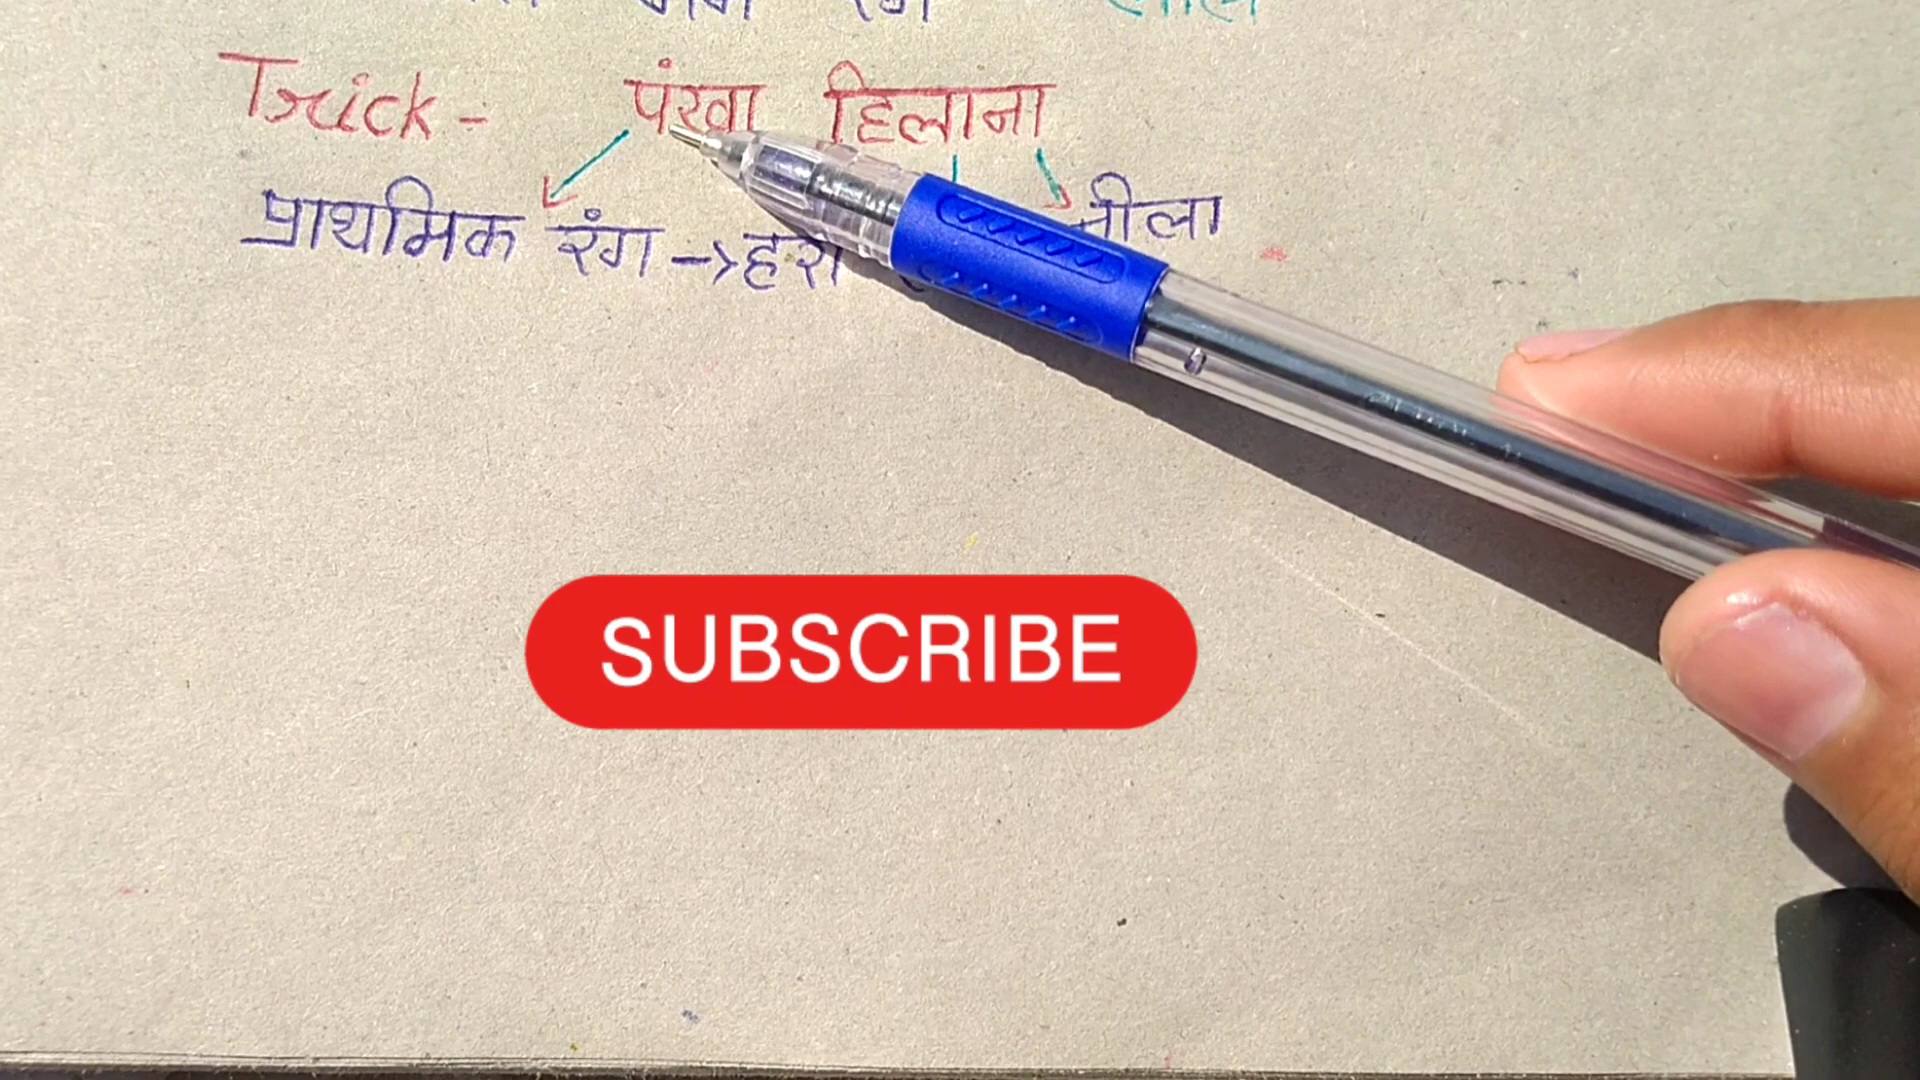 Trick- पंखा हिलाना
प्राथमिक रंग →हरा नीला
SUBSCRIBE